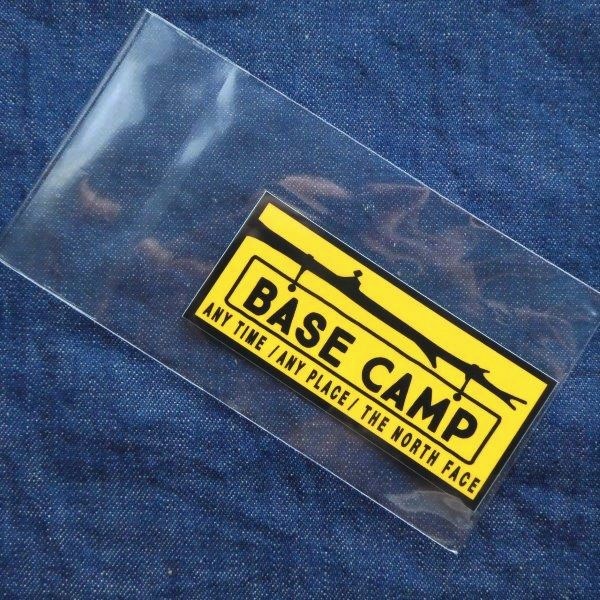 BASE CAMP
ANY TIME / ANY PLACE / THE NORTH FACE